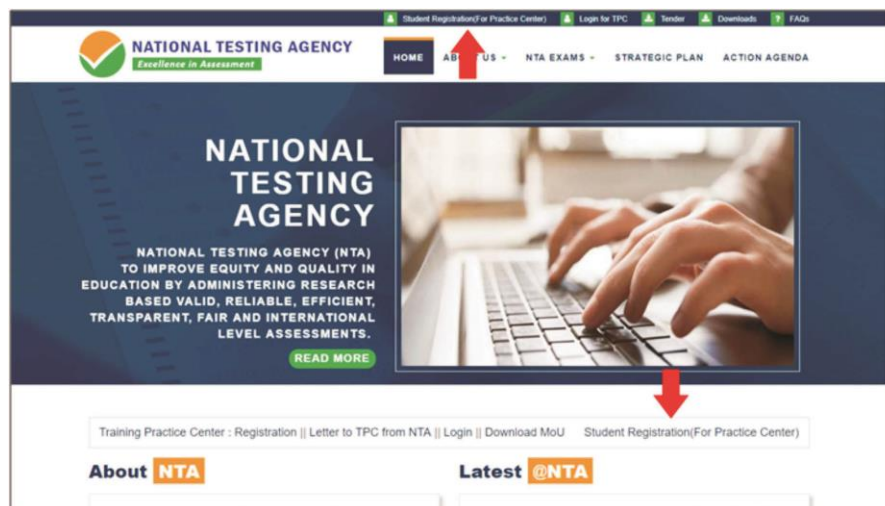 Student Registration(For Practice Center) Login for TPC Tender Downloads ? FAQs
NATIONAL TESTING AGENCY
Excellence in Assessment
HOME ABOUT US NTA EXAMS STRATEGIC PLAN ACTION AGENDA
NATIONAL
TESTING
AGENCY
NATIONAL TESTING AGENCY (NTA)
TO IMPROVE EQUITY AND QUALITY IN
EDUCATION BY ADMINISTERING RESEARCH
BASED VALID, RELIABLE, EFFICIENT,
TRANSPARENT, FAIR AND INTERNATIONAL
LEVEL ASSESSMENTS.
READ MORE
Training Practice Center : Registration || Letter to TPC from NTA || Login || Download MoU Student Registration(For Practice Center)
About NTA
Latest @NTA